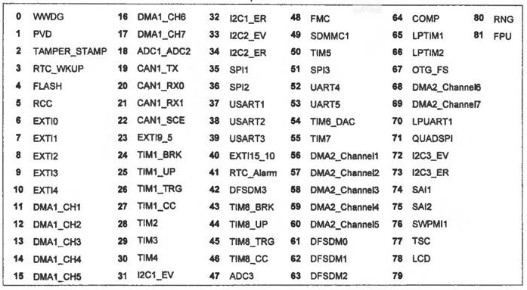 0 WWDG 16 DMA1_CH6 32 I2C1_ER 48 FMC 64 COMP 80 RNG
1 PVD 17 DMA1_CH7 33 I2C2_EV 49 SDMMC1 65 LPTIM1 81 FPU
2 TAMPER_STAMP 18 ADC1_ADC2 34 I2C2_ER 50 TIM5 66 LPTIM2
3 RTC_WKUP 19 CAN1_TX 35 SPI1 51 SPI3 67 OTG_FS
4 FLASH 20 CAN1_RX0 36 SPI2 52 UART4 68 DMA2_Channel6
5 RCC 21 CAN1_RX1 37 USART1 53 UART5 69 DMA2_Channel7
6 EXTI0 22 CAN1_SCE 38 USART2 54 TIM6_DAC 70 LPUART1
7 EXTI1 23 EXTI9_5 39 USART3 55 TIM7 71 QUADSPI
8 EXTI2 24 TIM1_BRK 40 EXTI15_10 56 DMA2_Channel1 72 I2C3_EV
9 EXTI3 25 TIM1_UP 41 RTC_Alarm 57 DMA2_Channel2 73 I2C3_ER
10 EXTI4 26 TIM1_TRG 42 DFSDM3 58 DMA2_Channel3 74 SAI1
11 DMA1_CH1 27 TIM1_CC 43 TIM8_BRK 59 DMA2_Channel4 75 SAI2
12 DMA1_CH2 28 TIM2 44 TIM8_UP 60 DMA2_Channel5 76 SWPMI1
13 DMA1_CH3 29 TIM3 45 TIM8_TRG 61 DFSDM0 77 TSC
14 DMA1_CH4 30 TIM4 46 TIM8_CC 62 DFSDM1 78 LCD
15 DMA1_CH5 31 I2C1_EV 47 ADC3 63 DFSDM2 79